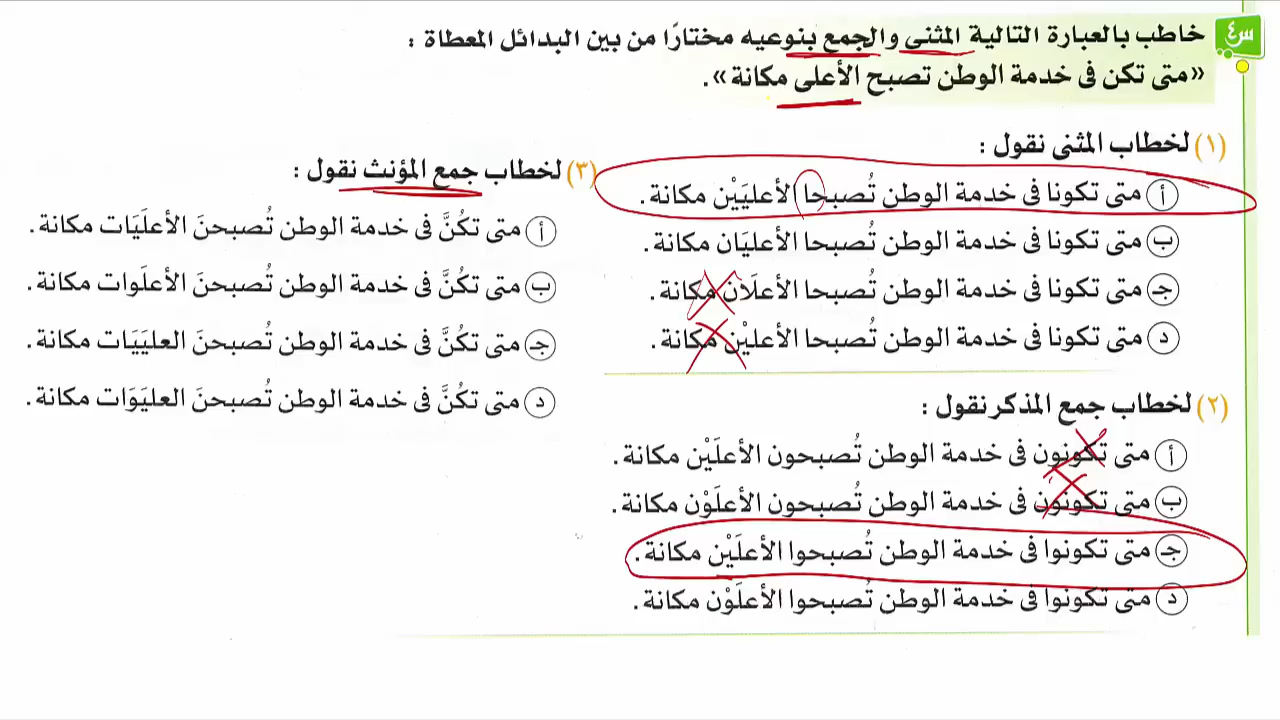 س٤
خاطب بالعبارة التالية المثنى والجمع بنوعيه مختارًا من بين البدائل المعطاة :
«متى تكن فى خدمة الوطن تصبح الأعلى مكانة».
(١) لخطاب المثنى نقول :
أ متى تكونا فى خدمة الوطن تُصبحا الأعليَيْن مكانة.
ب متى تكونا فى خدمة الوطن تُصبحا الأعليَان مكانة.
جـ متى تكونا فى خدمة الوطن تُصبحا الأعلَان مكانة.
د متى تكونا فى خدمة الوطن تُصبحا الأعليْن مكانة.
(٢) لخطاب جمع المذكر نقول :
أ متى تكونون فى خدمة الوطن تُصبحون الأعلَيْن مكانة.
ب متى تكونون فى خدمة الوطن تُصبحون الأعلَوْن مكانة.
جـ متى تكونوا فى خدمة الوطن تُصبحوا الأعلَيْن مكانة.
د متى تكونوا فى خدمة الوطن تُصبحوا الأعلَوْن مكانة.
(٣) لخطاب جمع المؤنث نقول :
أ متى تكُنَّ فى خدمة الوطن تُصبحنَ الأعلَيَات مكانة.
ب متى تكُنَّ فى خدمة الوطن تُصبحنَ الأعلَوات مكانة.
جـ متى تكُنَّ فى خدمة الوطن تُصبحنَ العليَيَات مكانة.
د متى تكُنَّ فى خدمة الوطن تُصبحنَ العليَوَات مكانة.